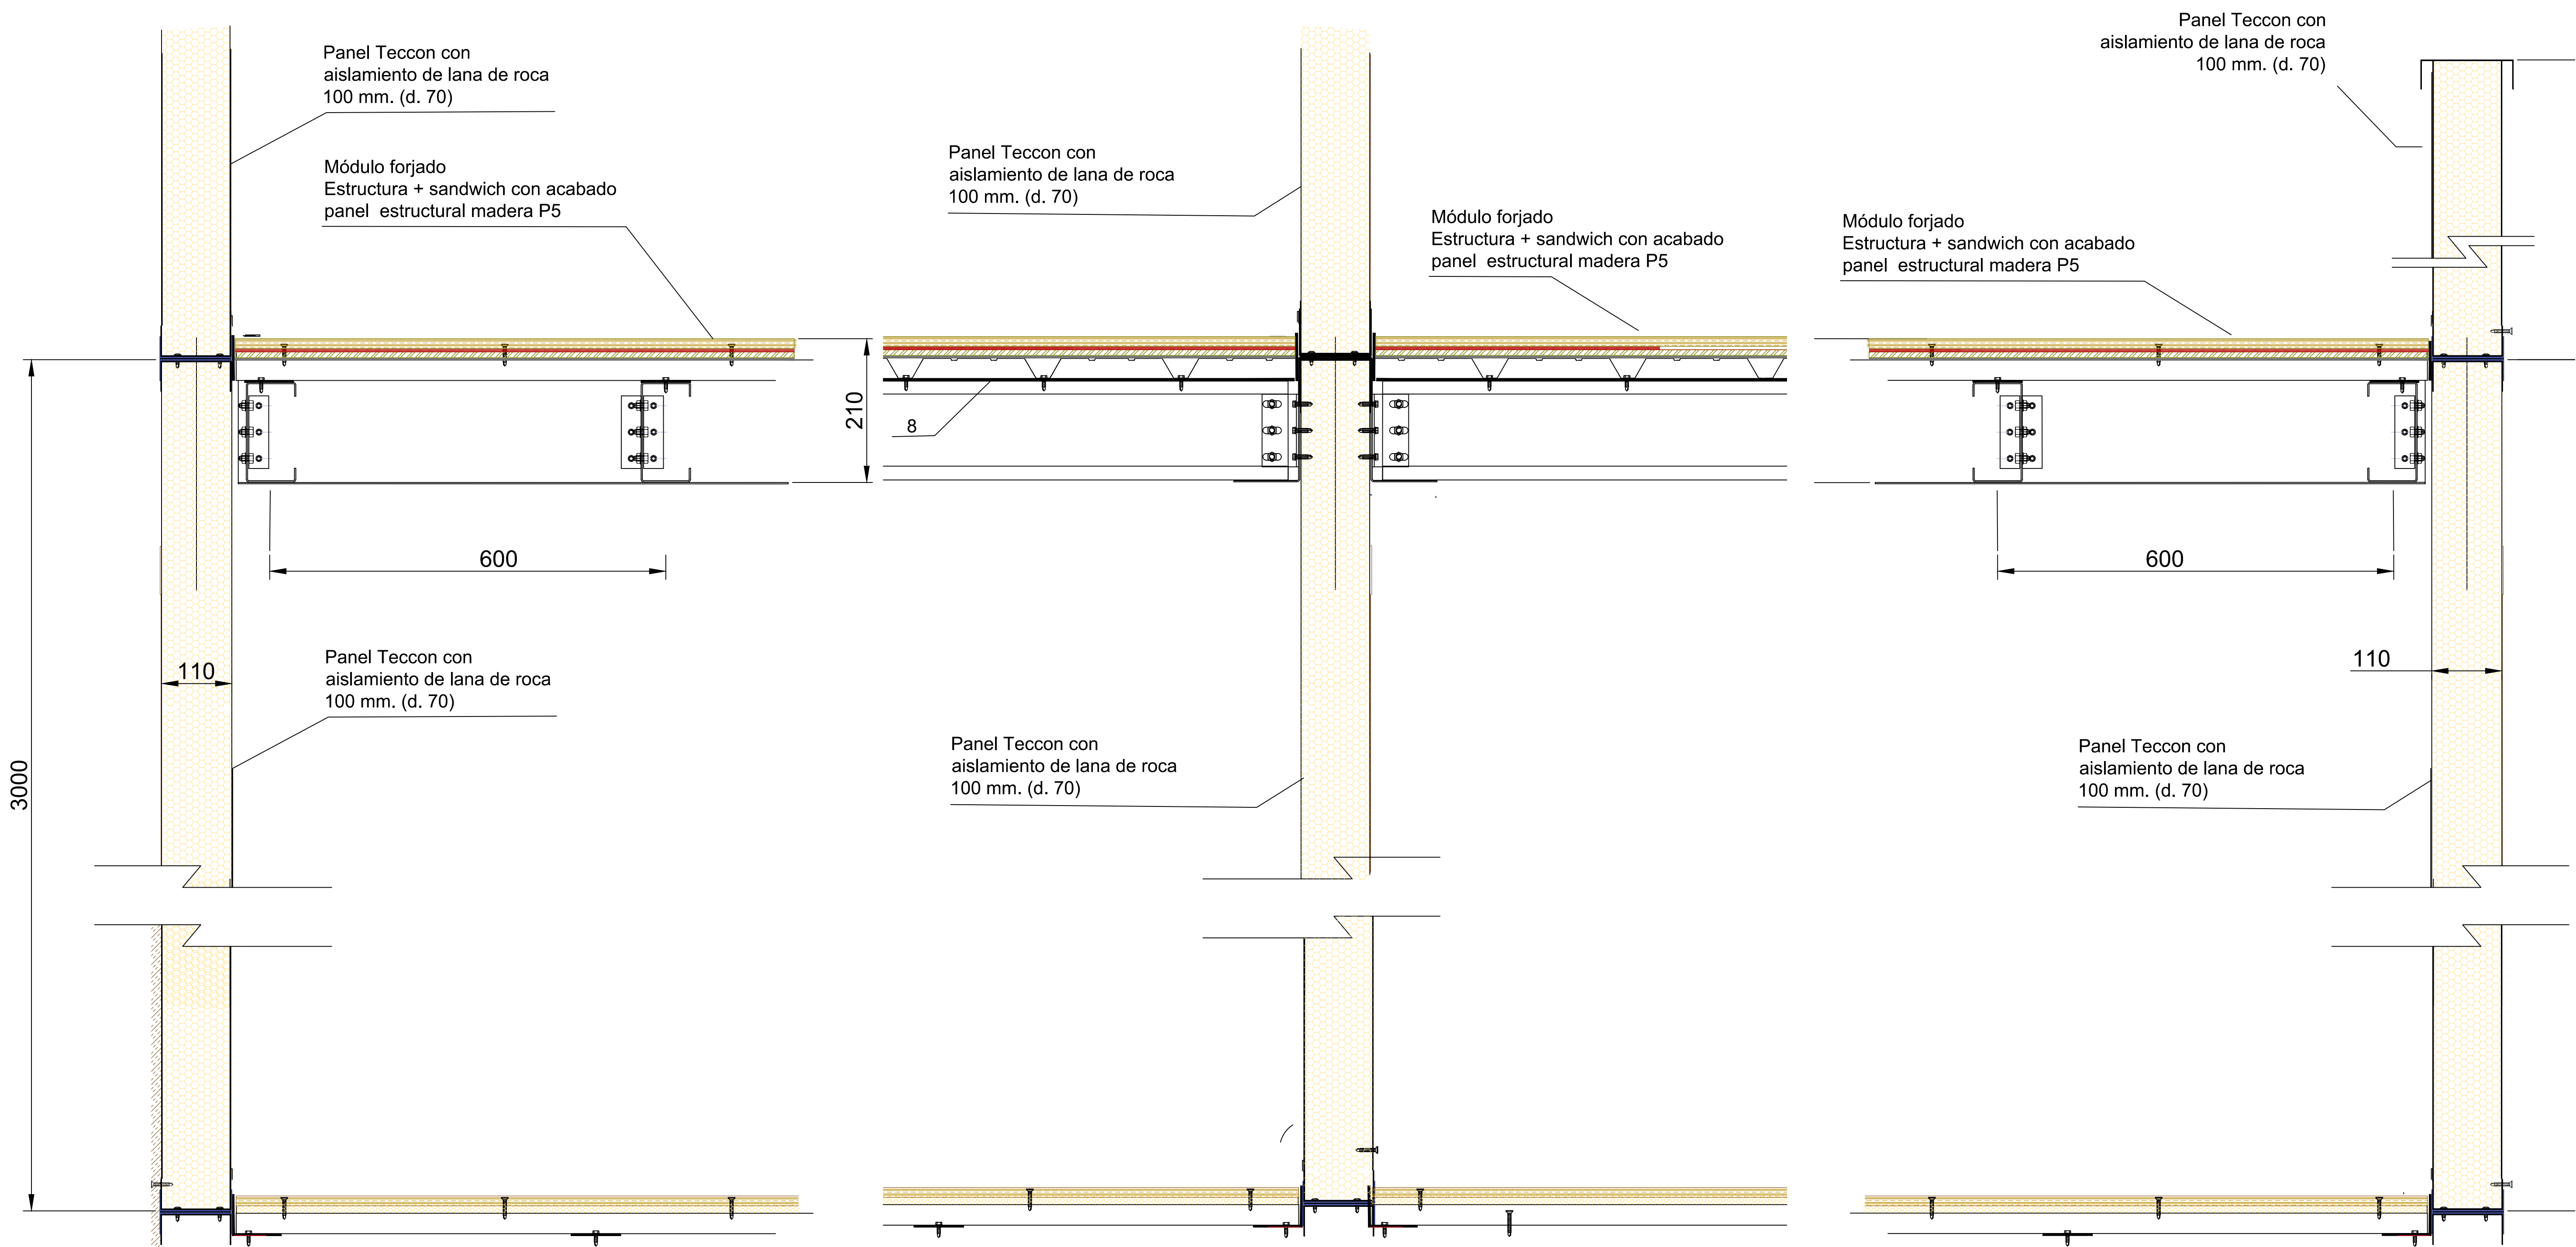 Panel Teccon con
aislamiento de lana de roca
100 mm. (d. 70)
Módulo forjado
Estructura + sandwich con acabado
panel  estructural madera P5
Panel Teccon con
aislamiento de lana de roca
100 mm. (d. 70)
Módulo forjado
Estructura + sandwich con acabado
panel  estructural madera P5
Panel Teccon con
aislamiento de lana de roca
100 mm. (d. 70)
Módulo forjado
Estructura + sandwich con acabado
panel  estructural madera P5
210
8
600
600
110
110
3000
Panel Teccon con
aislamiento de lana de roca
100 mm. (d. 70)
Panel Teccon con
aislamiento de lana de roca
100 mm. (d. 70)
Panel Teccon con
aislamiento de lana de roca
100 mm. (d. 70)